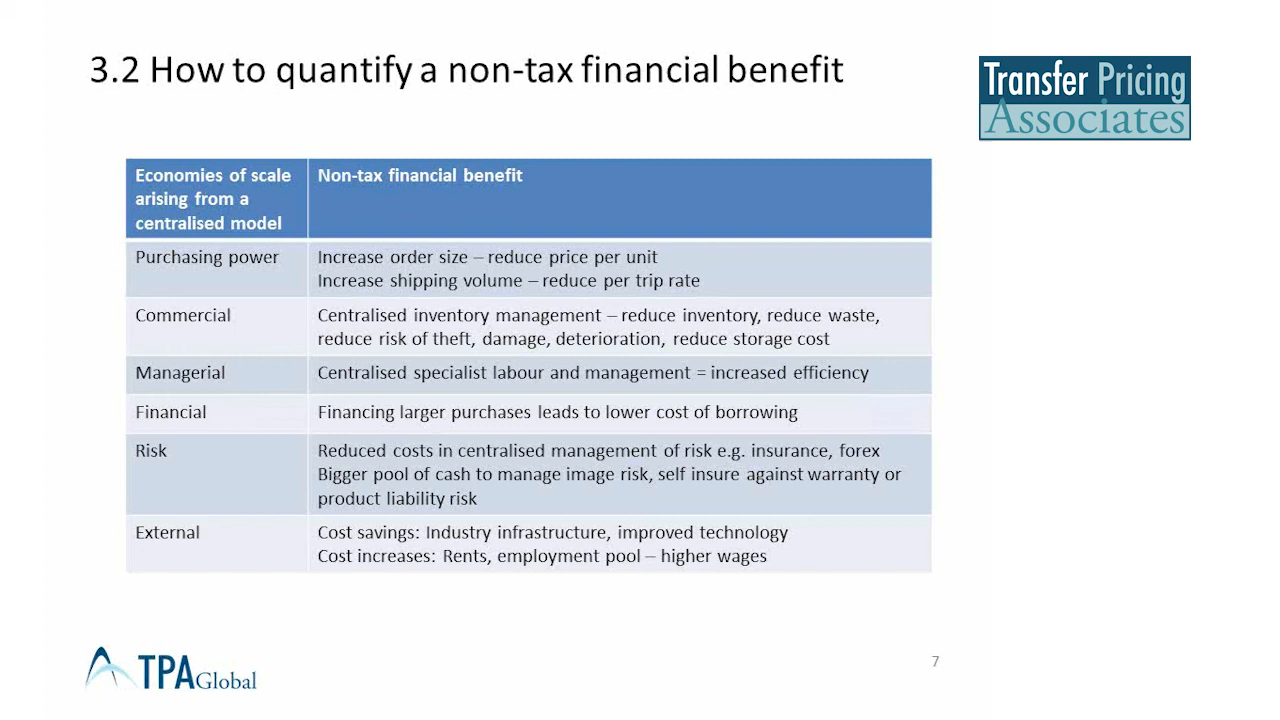 3.2 How to quantify a non-tax financial benefit
Transfer Pricing
Associates
Economies of scale
arising from a
centralised model
Non-tax financial benefit
Purchasing power
Increase order size – reduce price per unit
Increase shipping volume – reduce per trip rate
Commercial
Centralised inventory management – reduce inventory, reduce waste,
reduce risk of theft, damage, deterioration, reduce storage cost
Managerial
Centralised specialist labour and management = increased efficiency
Financial
Financing larger purchases leads to lower cost of borrowing
Risk
Reduced costs in centralised management of risk e.g. insurance, forex
Bigger pool of cash to manage image risk, self insure against warranty or
product liability risk
External
Cost savings: Industry infrastructure, improved technology
Cost increases: Rents, employment pool – higher wages
TPA Global
7